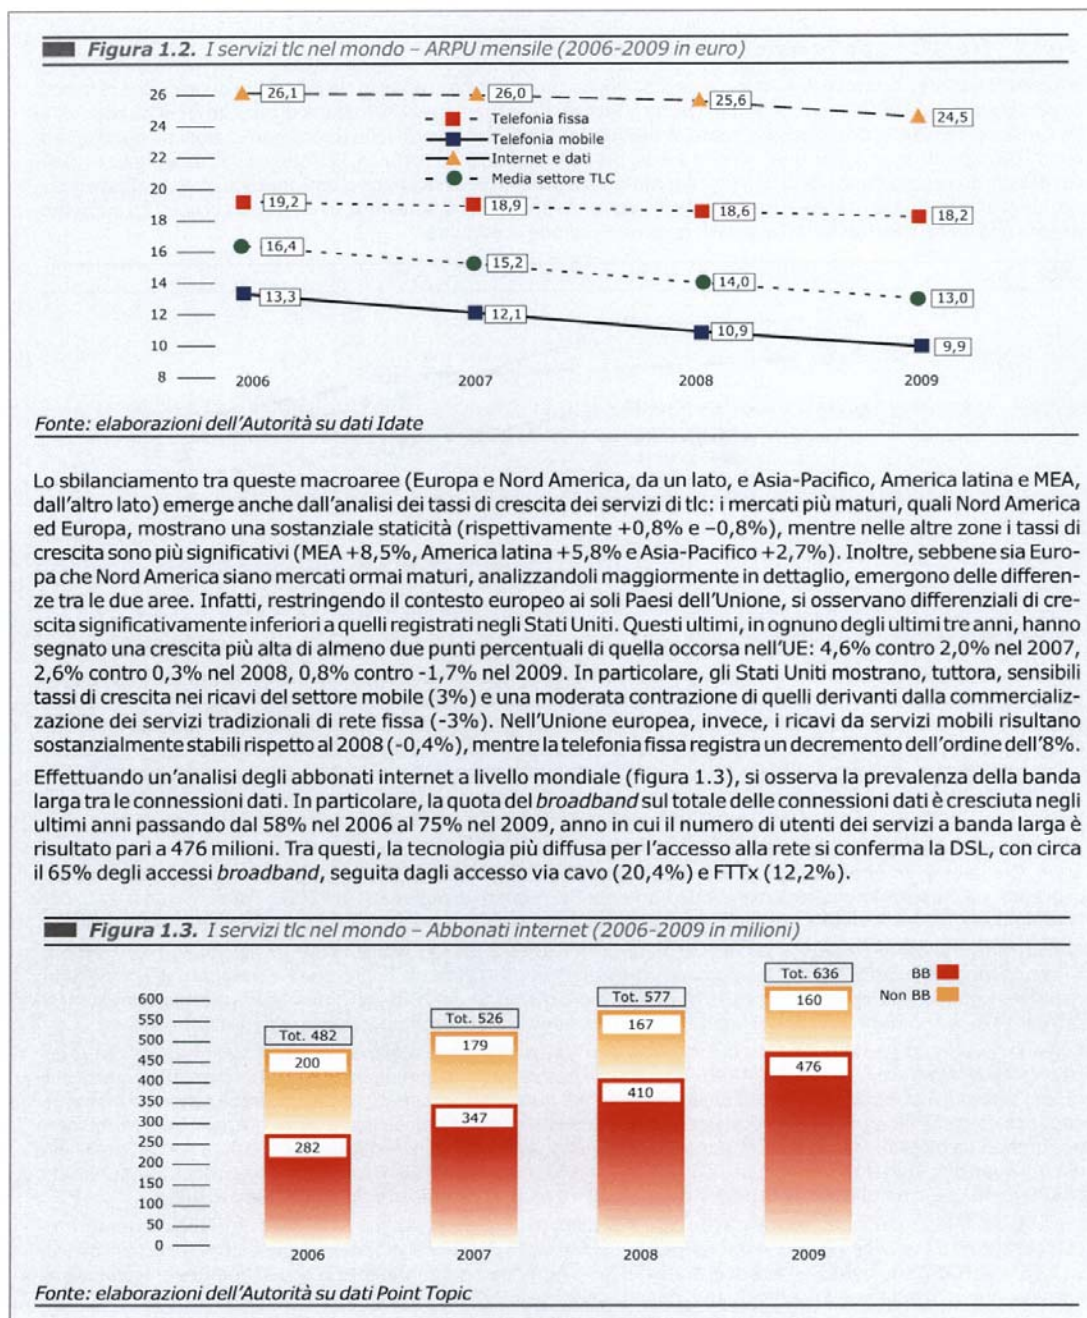 Figura 1.2. I servizi tlc nel mondo – ARPU mensile (2006-2009 in euro)
26
24
22
20
18
16
14
12
10
8
26,1
26,0
25,6
24,5
Telefonia fissa
Telefonia mobile
Internet e dati
Media settore TLC
19,2
18,9
18,6
18,2
16,4
15,2
14,0
13,0
13,3
12,1
10,9
9,9
2006
2007
2008
2009
Fonte: elaborazioni dell'Autorità su dati Idate
Lo sbilanciamento tra queste macroaree (Europa e Nord America, da un lato, e Asia-Pacifico, America latina e MEA,
dall'altro lato) emerge anche dall'analisi dei tassi di crescita dei servizi di tlc: i mercati più maturi, quali Nord America
ed Europa, mostrano una sostanziale staticità (rispettivamente +0,8% e –0,8%), mentre nelle altre zone i tassi di
crescita sono più significativi (MEA +8,5%, America latina +5,8% e Asia-Pacifico +2,7%). Inoltre, sebbene sia Euro-
pa che Nord America siano mercati ormai maturi, analizzandoli maggiormente in dettaglio, emergono delle differen-
ze tra le due aree. Infatti, restringendo il contesto europeo ai soli Paesi dell'Unione, si osservano differenziali di cre-
scita significativamente inferiori a quelli registrati negli Stati Uniti. Questi ultimi, in ognuno degli ultimi tre anni, hanno
segnato una crescita più alta di almeno due punti percentuali di quella occorsa nell'UE: 4,6% contro 2,0% nel 2007,
2,6% contro 0,3% nel 2008, 0,8% contro -1,7% nel 2009. In particolare, gli Stati Uniti mostrano, tuttora, sensibili
tassi di crescita nei ricavi del settore mobile (3%) e una moderata contrazione di quelli derivanti dalla commercializ-
zazione dei servizi tradizionali di rete fissa (-3%). Nell'Unione europea, invece, i ricavi da servizi mobili risultano
sostanzialmente stabili rispetto al 2008 (-0,4%), mentre la telefonia fissa registra un decremento dell'ordine dell'8%.
Effettuando un'analisi degli abbonati internet a livello mondiale (figura 1.3), si osserva la prevalenza della banda
larga tra le connessioni dati. In particolare, la quota del broadband sul totale delle connessioni dati è cresciuta negli
ultimi anni passando dal 58% nel 2006 al 75% nel 2009, anno in cui il numero di utenti dei servizi a banda larga è
risultato pari a 476 milioni. Tra questi, la tecnologia più diffusa per l'accesso alla rete si conferma la DSL, con circa
il 65% degli accessi broadband, seguita dagli accesso via cavo (20,4%) e FTTx (12,2%).
Figura 1.3. I servizi tlc nel mondo – Abbonati internet (2006-2009 in milioni)
600
550
500
450
400
350
300
250
200
150
100
50
0
Tot. 482
200
282
Tot. 526
179
347
Tot. 577
167
410
Tot. 636
160
476
BB
Non BB
2006
2007
2008
2009
Fonte: elaborazioni dell'Autorità su dati Point Topic